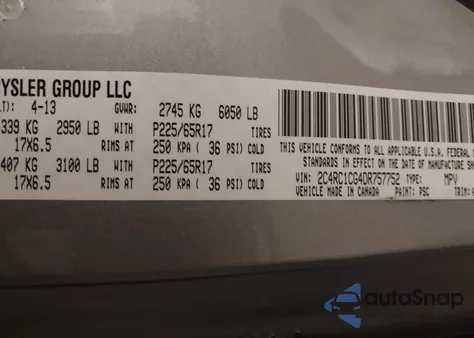 YSLER GROUP LLC
T): 4-13 GVWR: 2745 KG 6050 LB
339 KG 2950 LB WITH P225/65R17 TIRES
17X6.5 RIMS AT 250 KPA ( 36 PSI) COLD
407 KG 3100 LB WITH P225/65R17 TIRES
17X6.5 RIMS AT 250 KPA ( 36 PSI) COLD
THIS VEHICLE CONFORMS TO ALL APPLICABLE U.S.A. FEDERAL
STANDARDS IN EFFECT ON THE DATE OF MANUFACTURE SH
VIN: 2C4RC1CG4DR757752 TYPE: MPV
VEHICLE MADE IN CANADA PAINT: PSC TRIM:
autoSnap